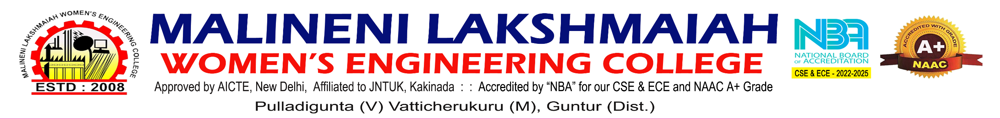 MALINENI LAKSHMAIAH WOMEN'S ENGINEERING COLLEGE
ESTD : 2008
MALINENI LAKSHMAIAH
WOMEN'S ENGINEERING COLLEGE
Approved by AICTE, New Delhi, Affiliated to JNTUK, Kakinada : : Accredited by “NBA” for our CSE & ECE and NAAC A+ Grade
Pulladigunta (V) Vatticherukuru (M), Guntur (Dist.)
NBA
NATIONAL BOARD
OF ACCREDITATION
CSE & ECE - 2022-2025
ACCREDITED WITH GRADE
A+
NAAC